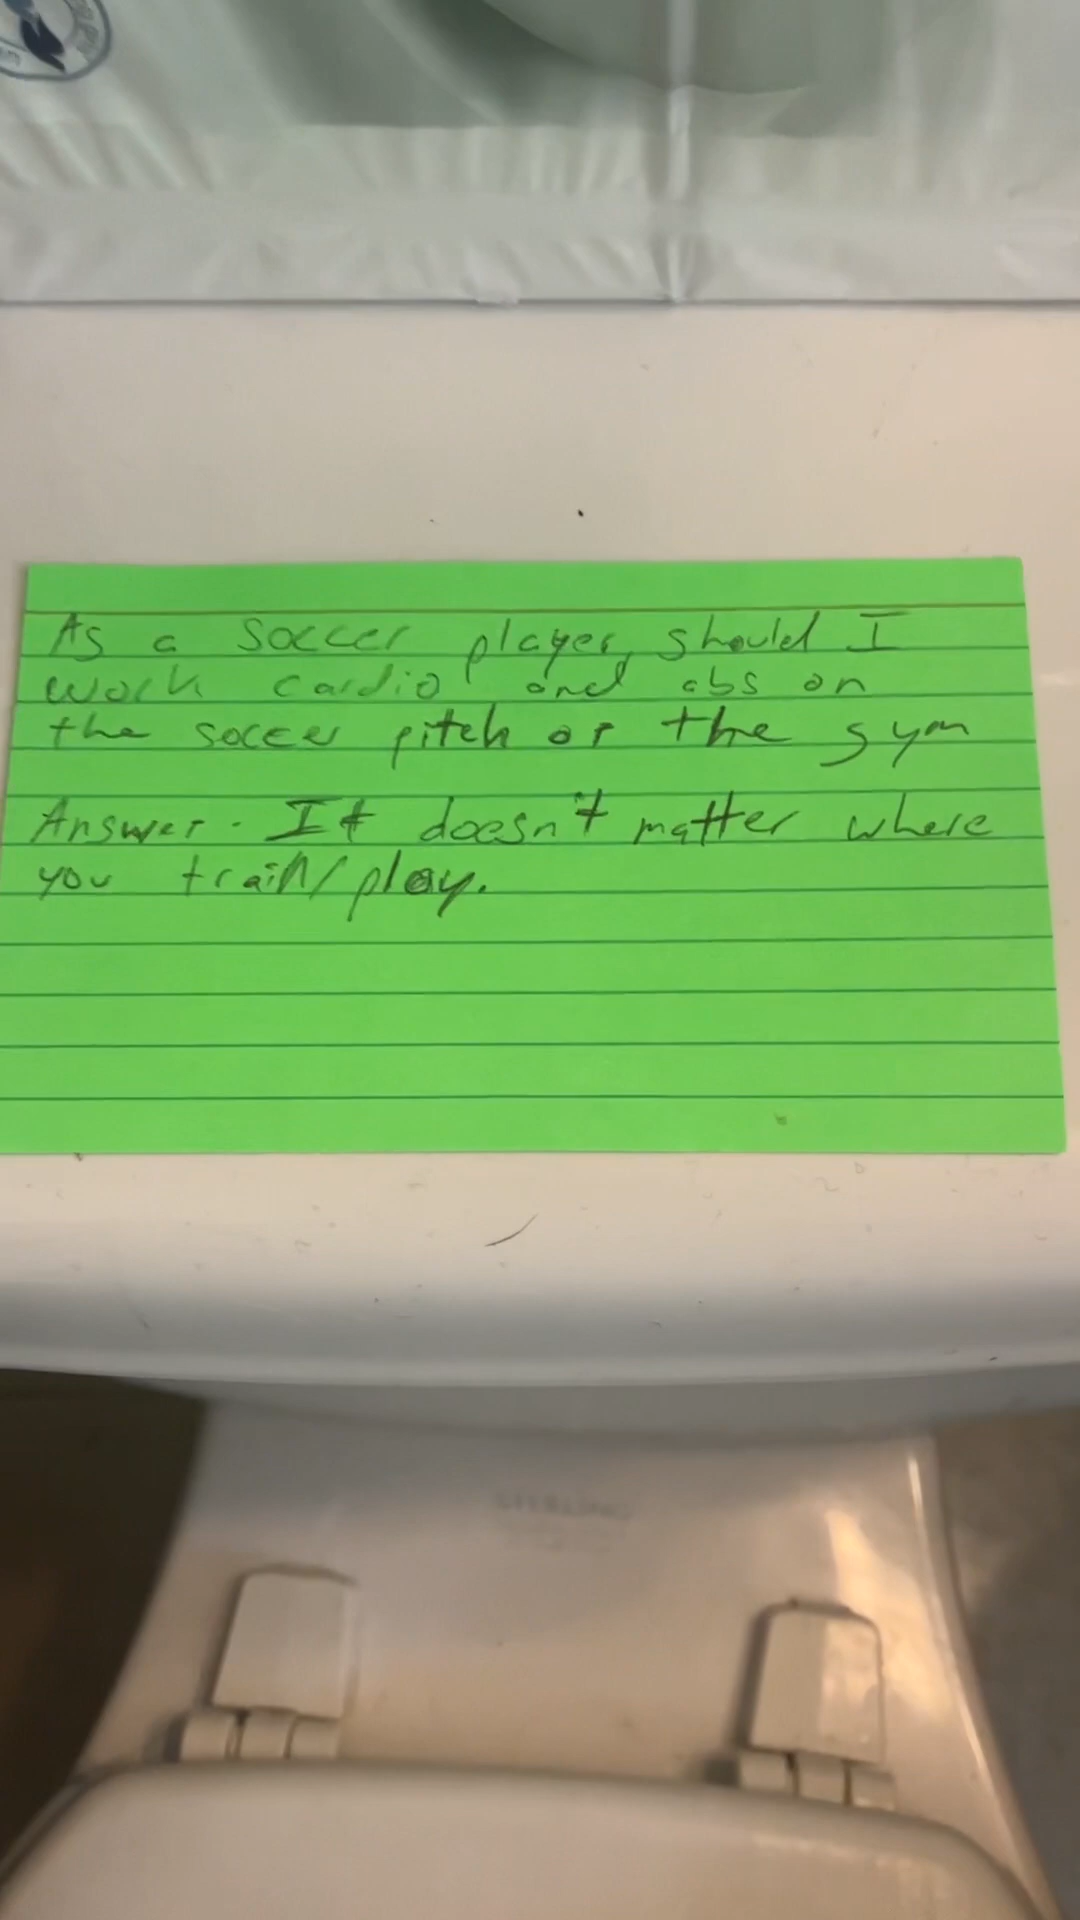 As a soccer player, should I
work cardio and abs on
the soccer pitch or the gym
Answer - It doesn't matter where
you train/play.